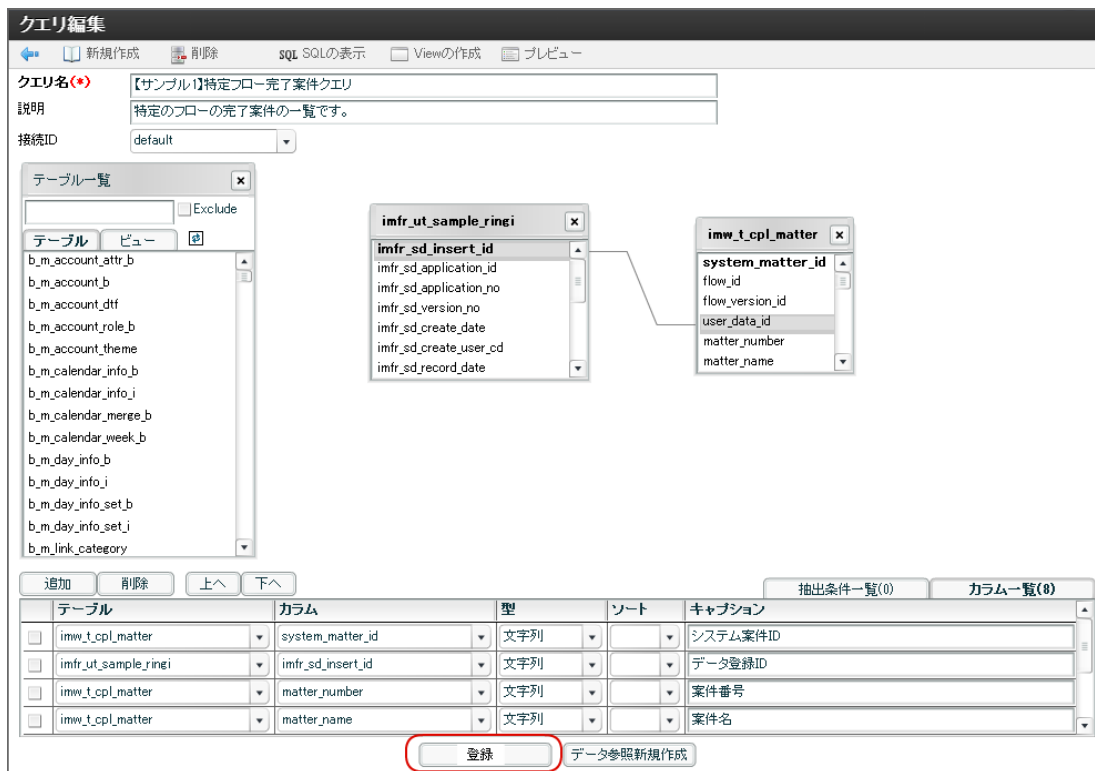 クエリ編集
新規作成 削除 SQL SQLの表示 Viewの作成 プレビュー
クエリ名(*) 【サンプル1】特定フロー完了案件クエリ
説明 特定のフローの完了案件の一覧です。
接続ID default
テーブル一覧
Exclude
テーブル ビュー
b_m_account_attr_b
b_m_account_b
b_m_account_dtf
b_m_account_role_b
b_m_account_theme
b_m_calendar_info_b
b_m_calendar_info_i
b_m_calendar_merge_b
b_m_calendar_week_b
b_m_day_info_b
b_m_day_info_i
b_m_day_info_set_b
b_m_day_info_set_i
b_m_link_category
imfr_ut_sample_ringi
imfr_sd_insert_id
imfr_sd_application_id
imfr_sd_application_no
imfr_sd_version_no
imfr_sd_create_date
imfr_sd_create_user_cd
imfr_sd_record_date
imw_t_cpl_matter
system_matter_id
flow_id
flow_version_id
user_data_id
matter_number
matter_name
追加 削除 上へ 下へ 抽出条件一覧(0) カラム一覧(8)
テーブル カラム 型 ソート キャプション
imw_t_cpl_matter system_matter_id 文字列 システム案件ID
imfr_ut_sample_ringi imfr_sd_insert_id 文字列 データ登録ID
imw_t_cpl_matter matter_number 文字列 案件番号
imw_t_cpl_matter matter_name 文字列 案件名
登録 データ参照新規作成